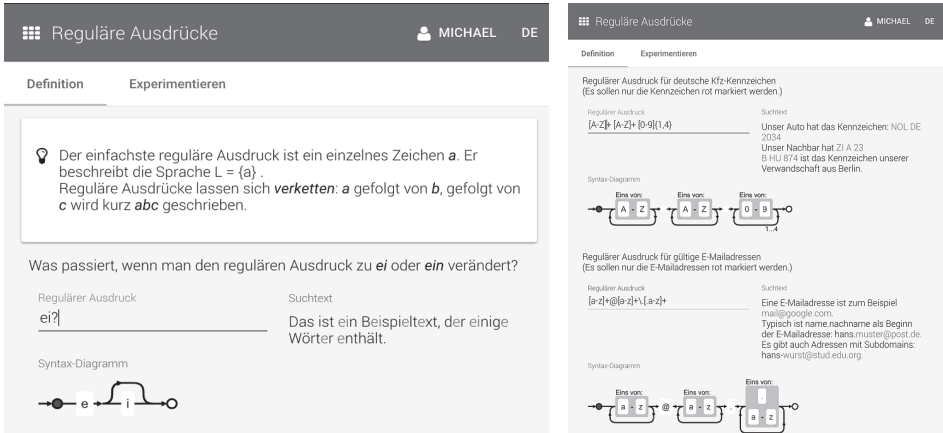 Reguläre Ausdrücke
MICHAEL DE
Definition Experimentieren
Der einfachste reguläre Ausdruck ist ein einzelnes Zeichen a. Er
beschreibt die Sprache L = {a} .
Reguläre Ausdrücke lassen sich verketten: a gefolgt von b, gefolgt von
c wird kurz abc geschrieben.
Was passiert, wenn man den regulären Ausdruck zu ei oder ein verändert?
Regulärer Ausdruck
ei?
Suchtext
Das ist ein Beispieltext, der einige
Wörter enthält.
Syntax-Diagramm
e i
Reguläre Ausdrücke
MICHAEL DE
Definition Experimentieren
Regulärer Ausdruck für deutsche Kfz-Kennzeichen
(Es sollen nur die Kennzeichen rot markiert werden.)
Regulärer Ausdruck
[A-Z]+ [A-Z]+ [0-9]{1,4}
Suchtext
Unser Auto hat das Kennzeichen: NOL DE
2034
Unser Nachbar hat ZI A 23
B HU 874 ist das Kennzeichen unserer
Verwandschaft aus Berlin.
Syntax-Diagramm
Eins von: Eins von: Eins von:
A - Z A - Z 0 - 9
1...4
Regulärer Ausdruck für gültige E-Mailadressen
(Es sollen nur die E-Mailadressen rot markiert werden.)
Regulärer Ausdruck
[a-z]+@[a-z]+\.[.a-z]+
Suchtext
Eine E-Mailadresse ist zum Beispiel
mail@google.com.
Typisch ist name.nachname als Beginn
der E-Mailadresse: hans.muster@post.de.
Es gibt auch Adressen mit Subdomains:
hans-wurst@stud.edu.org.
Syntax-Diagramm
Eins von: Eins von: Eins von:
a - z @ a - z . .
a - z